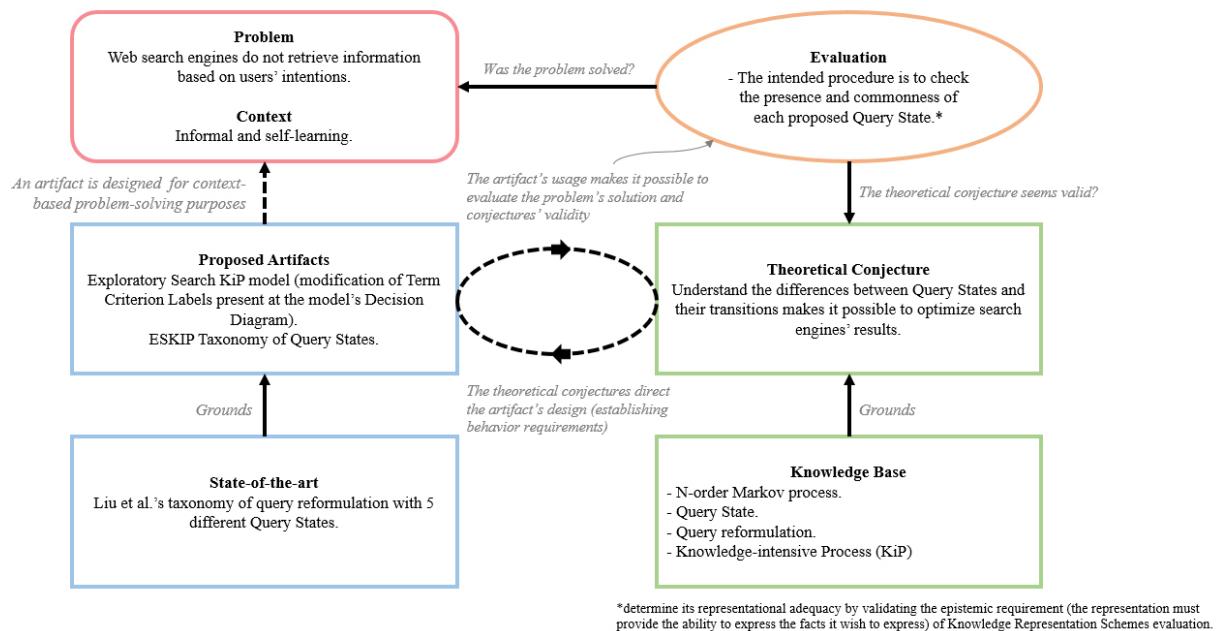 Problem
Web search engines do not retrieve information
based on users' intentions.
Context
Informal and self-learning.
Was the problem solved?
Evaluation
- The intended procedure is to check
the presence and commonness of
each proposed Query State.*
An artifact is designed for context-
based problem-solving purposes
The artifact's usage makes it possible to
evaluate the problem's solution and
conjectures' validity
The theoretical conjecture seems valid?
Proposed Artifacts
Exploratory Search KiP model (modification of Term
Criterion Labels present at the model's Decision
Diagram).
ESKIP Taxonomy of Query States.
Theoretical Conjecture
Understand the differences between Query States and
their transitions makes it possible to optimize search
engines' results.
The theoretical conjectures direct
the artifact's design (establishing
behavior requirements)
Grounds
Grounds
State-of-the-art
Liu et al.'s taxonomy of query reformulation with 5
different Query States.
Knowledge Base
- N-order Markov process.
- Query State.
- Query reformulation.
- Knowledge-intensive Process (KiP)
*determine its representational adequacy by validating the epistemic requirement (the representation must
provide the ability to express the facts it wish to express) of Knowledge Representation Schemes evaluation.